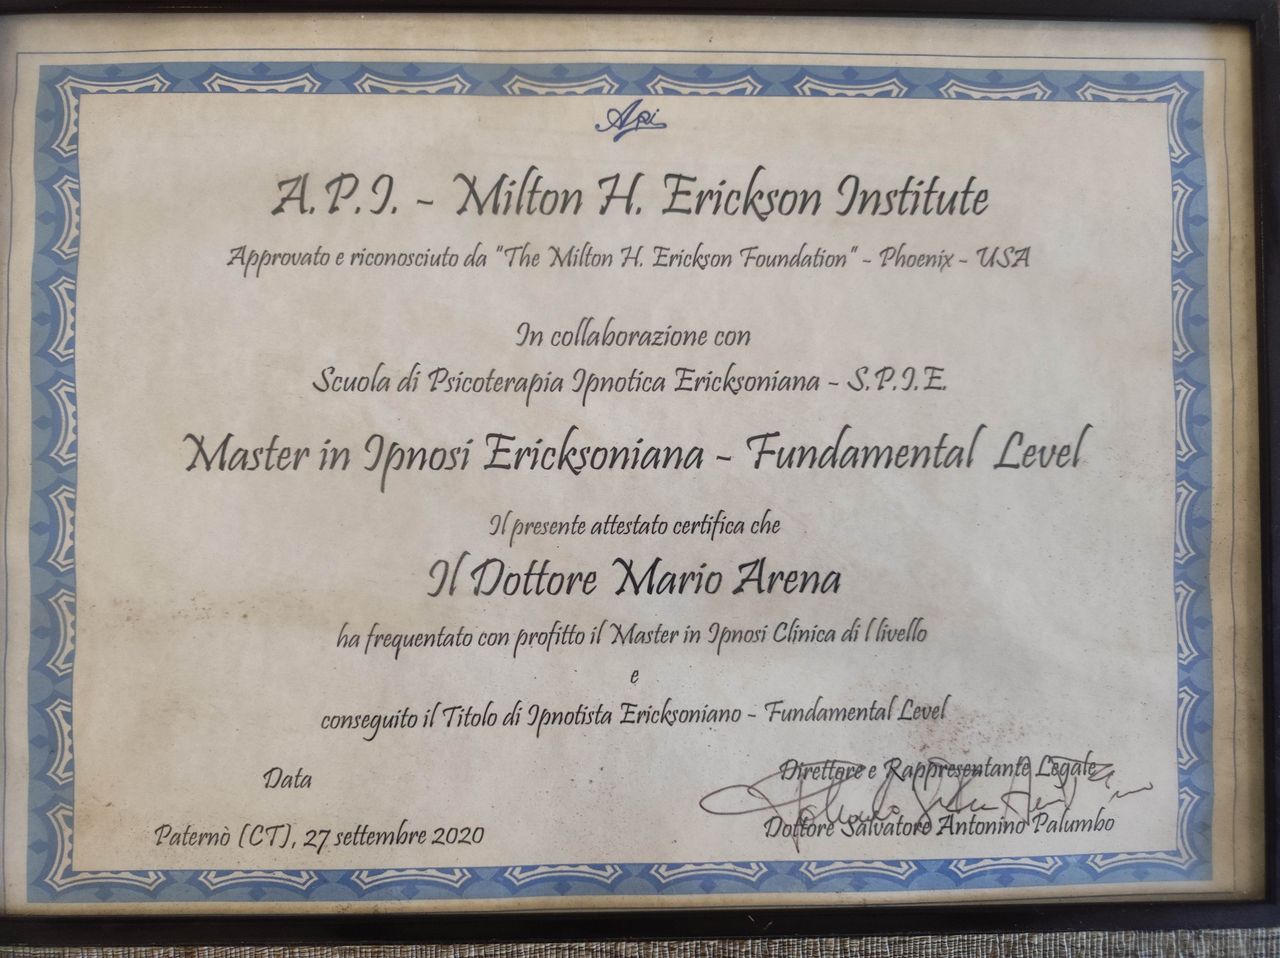 Api
A.P.I. - Milton H. Erickson Institute
Approvato e riconosciuto da "The Milton H. Erickson Foundation" - Phoenix - USA
In collaborazione con
Scuola di Psicoterapia Ipnotica Ericksoniana - S.P.I.E.
Master in Ipnosi Ericksoniana - Fundamental Level
Il presente attestato certifica che
Il Dottore Mario Arena
ha frequentato con profitto il Master in Ipnosi Clinica di I livello
e
conseguito il Titolo di Ipnotista Ericksoniano - Fundamental Level
Data
Direttore e Rappresentante Legale
Paternò (CT), 27 settembre 2020
Dottore Salvatore Antonino Palumbo